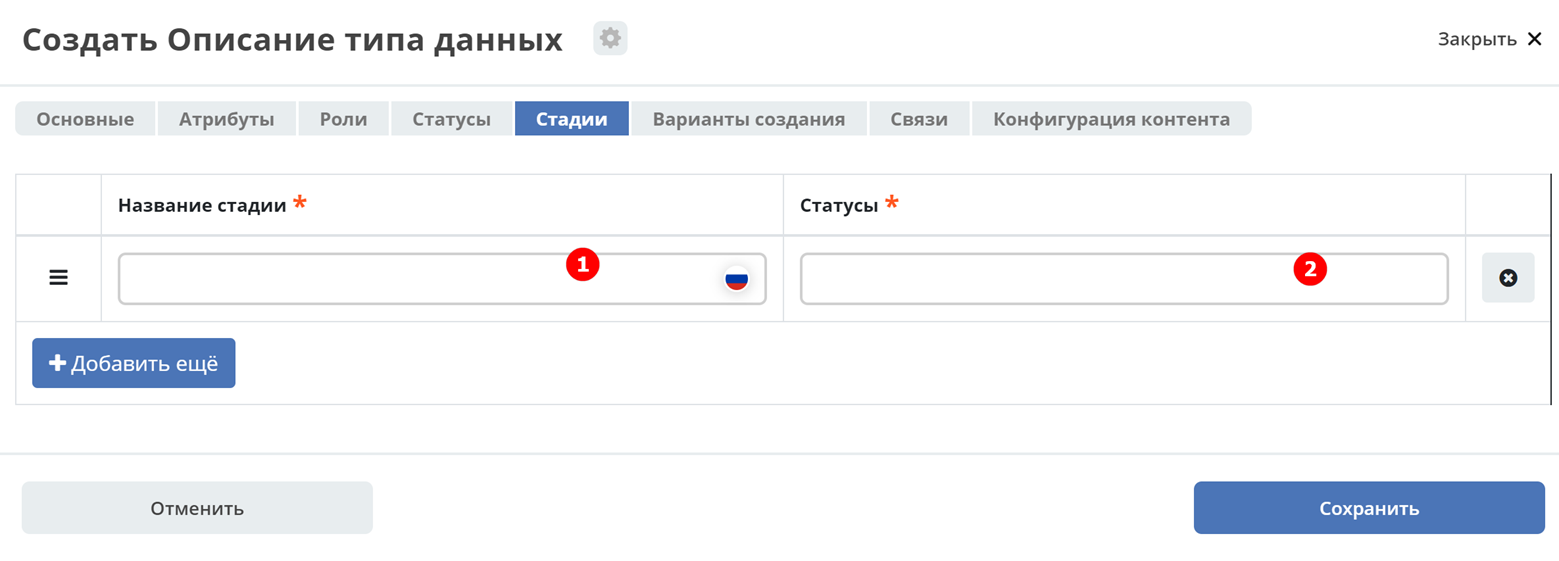 Создать Описание типа данных
Закрыть
Основные Атрибуты Роли Статусы Стадии Варианты создания Связи Конфигурация контента
Название стадии * Статусы *
1 2
Добавить ещё
Отменить Сохранить